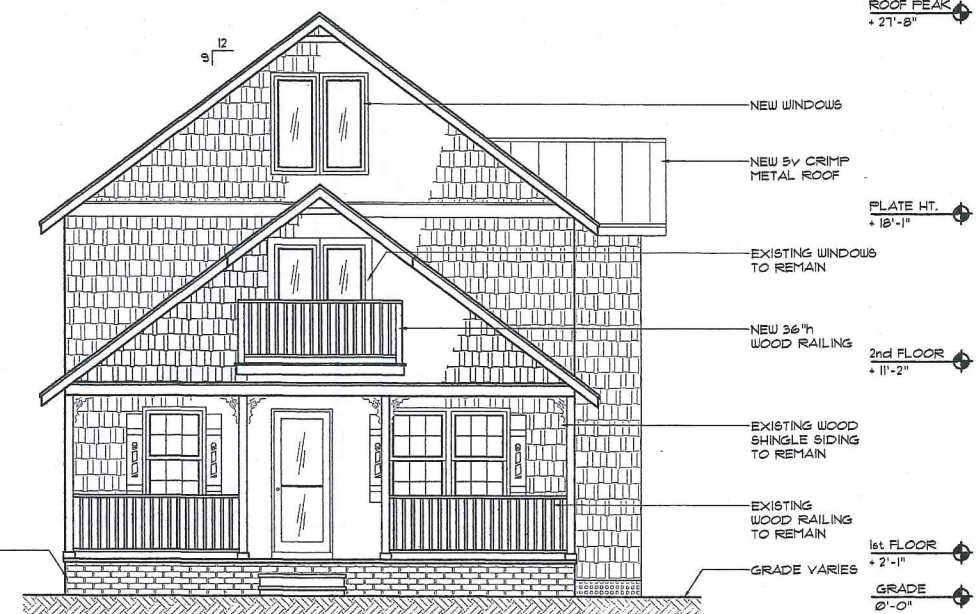 ROOF PEAK
+ 27'-8"
12
9
NEW WINDOWS
NEW 5v CRIMP
METAL ROOF
PLATE HT.
+ 18'-1"
EXISTING WINDOWS
TO REMAIN
NEW 36"h
WOOD RAILING
2nd FLOOR
+ 11'-2"
EXISTING WOOD
SHINGLE SIDING
TO REMAIN
EXISTING
WOOD RAILING
TO REMAIN
1st FLOOR
+ 2'-1"
GRADE VARIES
GRADE
0'-0"